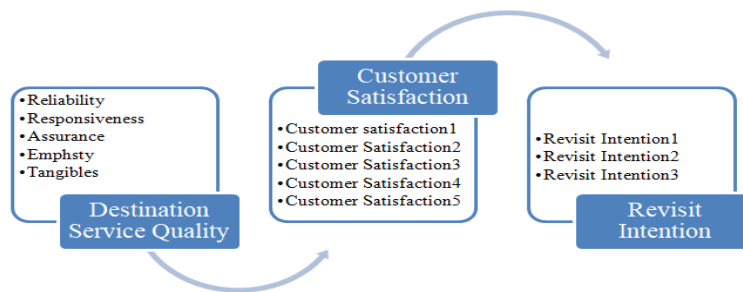 •Reliability
•Responsiveness
•Assurance
•Emphsty
•Tangibles
Destination
Service Quality
Customer
Satisfaction
•Customer satisfaction1
•Customer Satisfaction2
•Customer Satisfaction3
•Customer Satisfaction4
•Customer Satisfaction5
•Revisit Intention1
•Revisit Intention2
•Revisit Intention3
Revisit
Intention